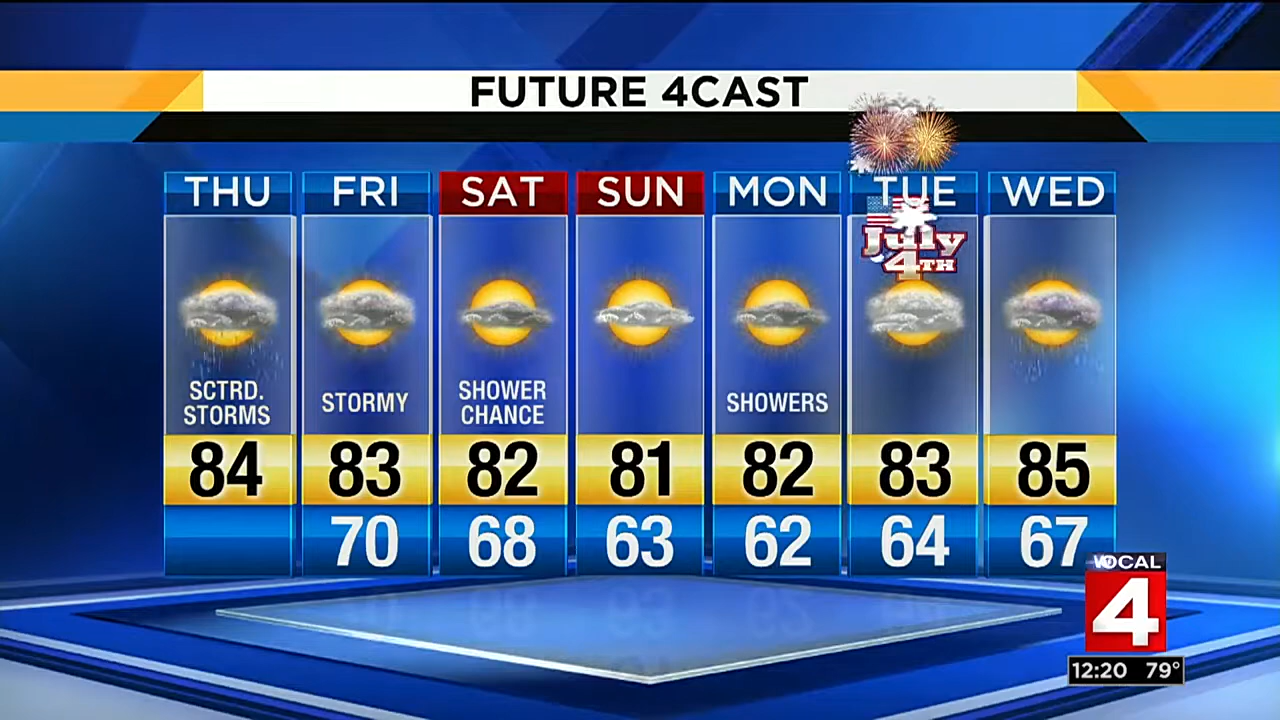 FUTURE 4CAST
THU
FRI
SAT
SUN
MON
TUE
WED
July
4TH
SCTRD.
STORMS
STORMY
SHOWER
CHANCE
SHOWERS
84
83
82
81
82
83
85
70
68
63
62
64
67
4
12:20 79°